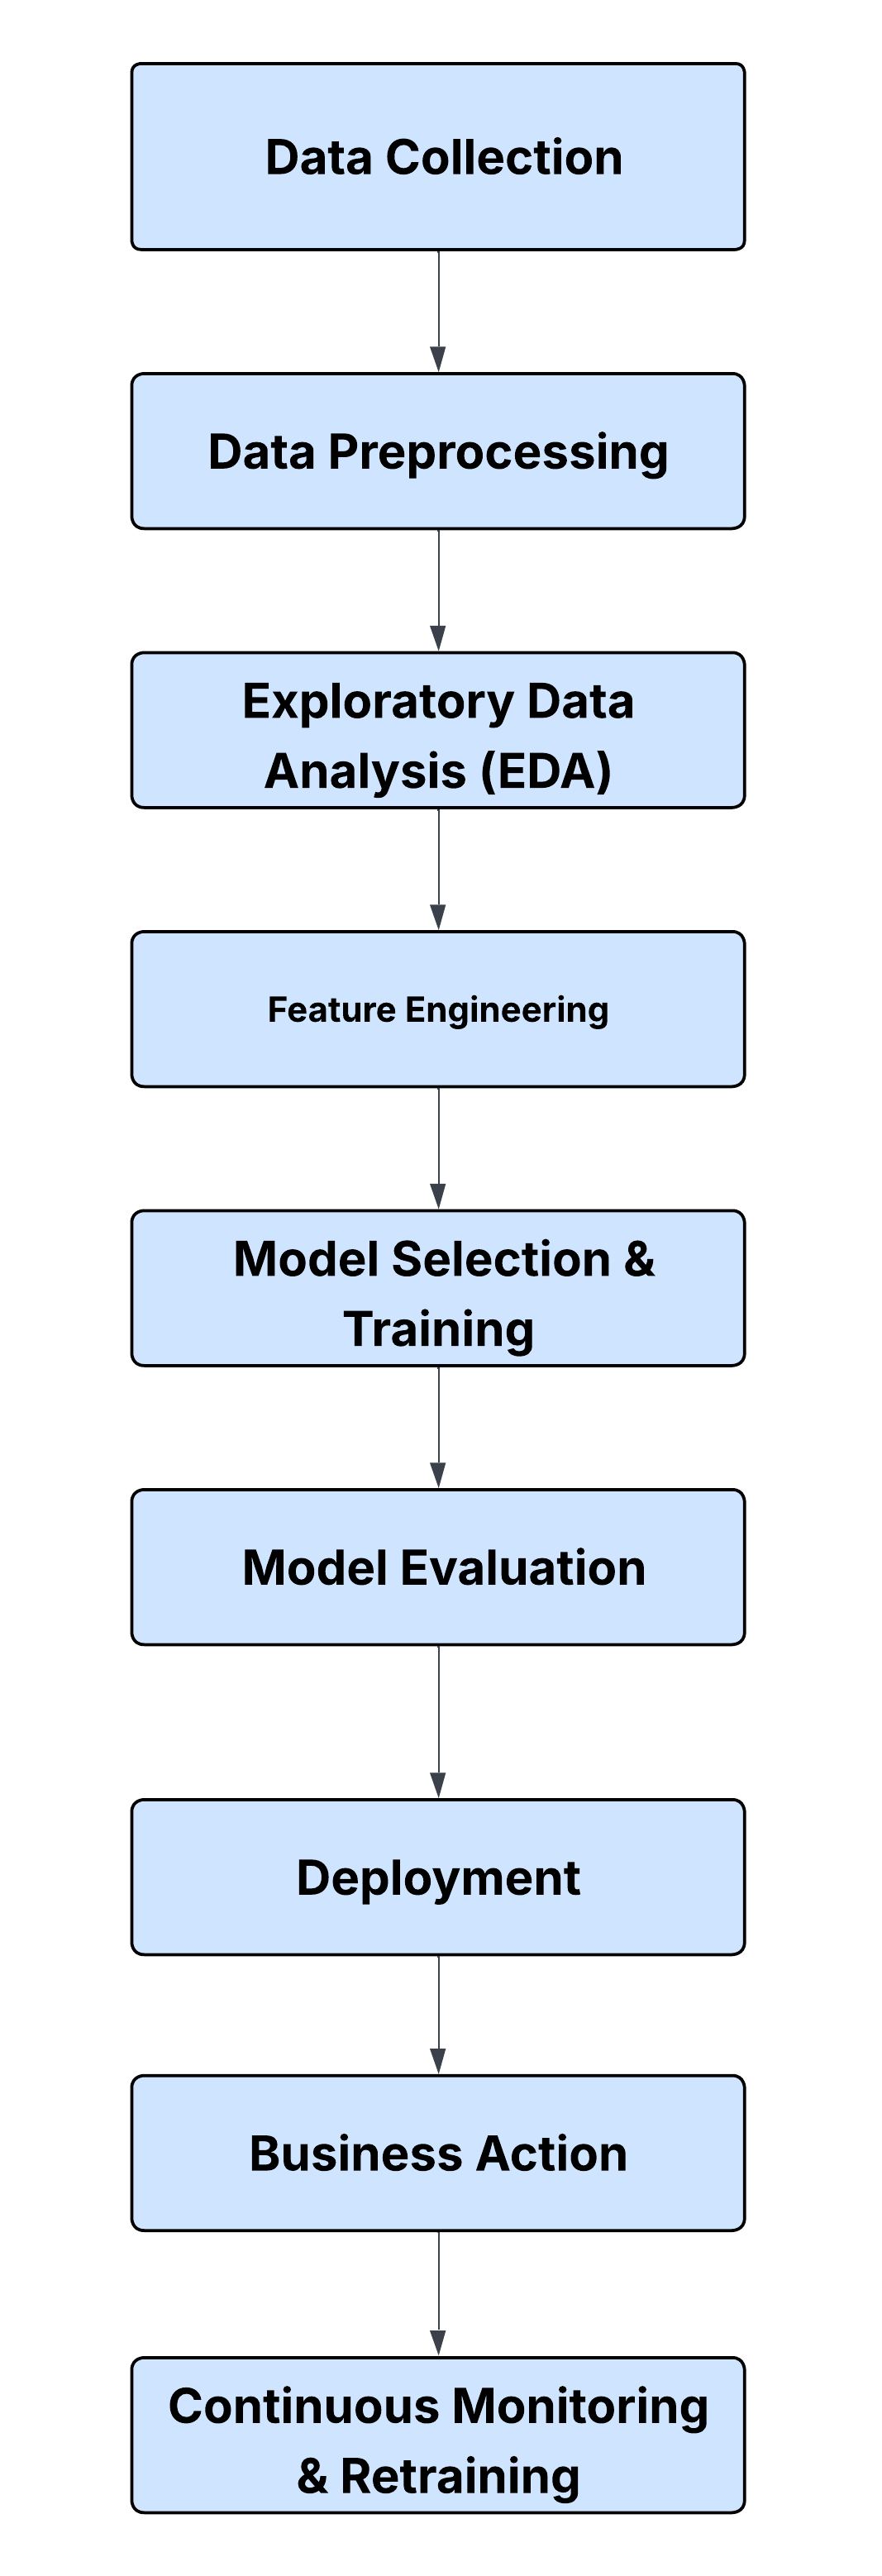 Data Collection
Data Preprocessing
Exploratory Data
Analysis (EDA)
Feature Engineering
Model Selection &
Training
Model Evaluation
Deployment
Business Action
Continuous Monitoring
& Retraining